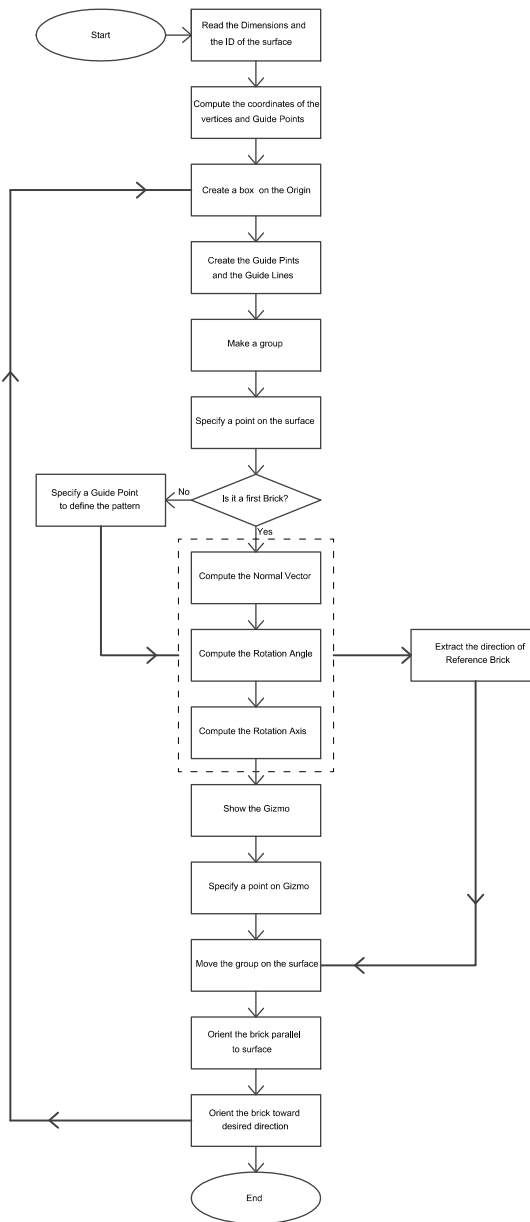 Start
Read the Dimensions and
the ID of the surface
Compute the coordinates of the
vertices and Guide Points
Create a box on the Origin
Create the Guide Pints
and the Guide Lines
Make a group
Specify a point on the surface
Is it a first Brick?
No
Specify a Guide Point
to define the pattern
Yes
Compute the Normal Vector
Compute the Rotation Angle
Extract the direction of
Reference Brick
Compute the Rotation Axis
Show the Gizmo
Specify a point on Gizmo
Move the group on the surface
Orient the brick parallel
to surface
Orient the brick toward
desired direction
End